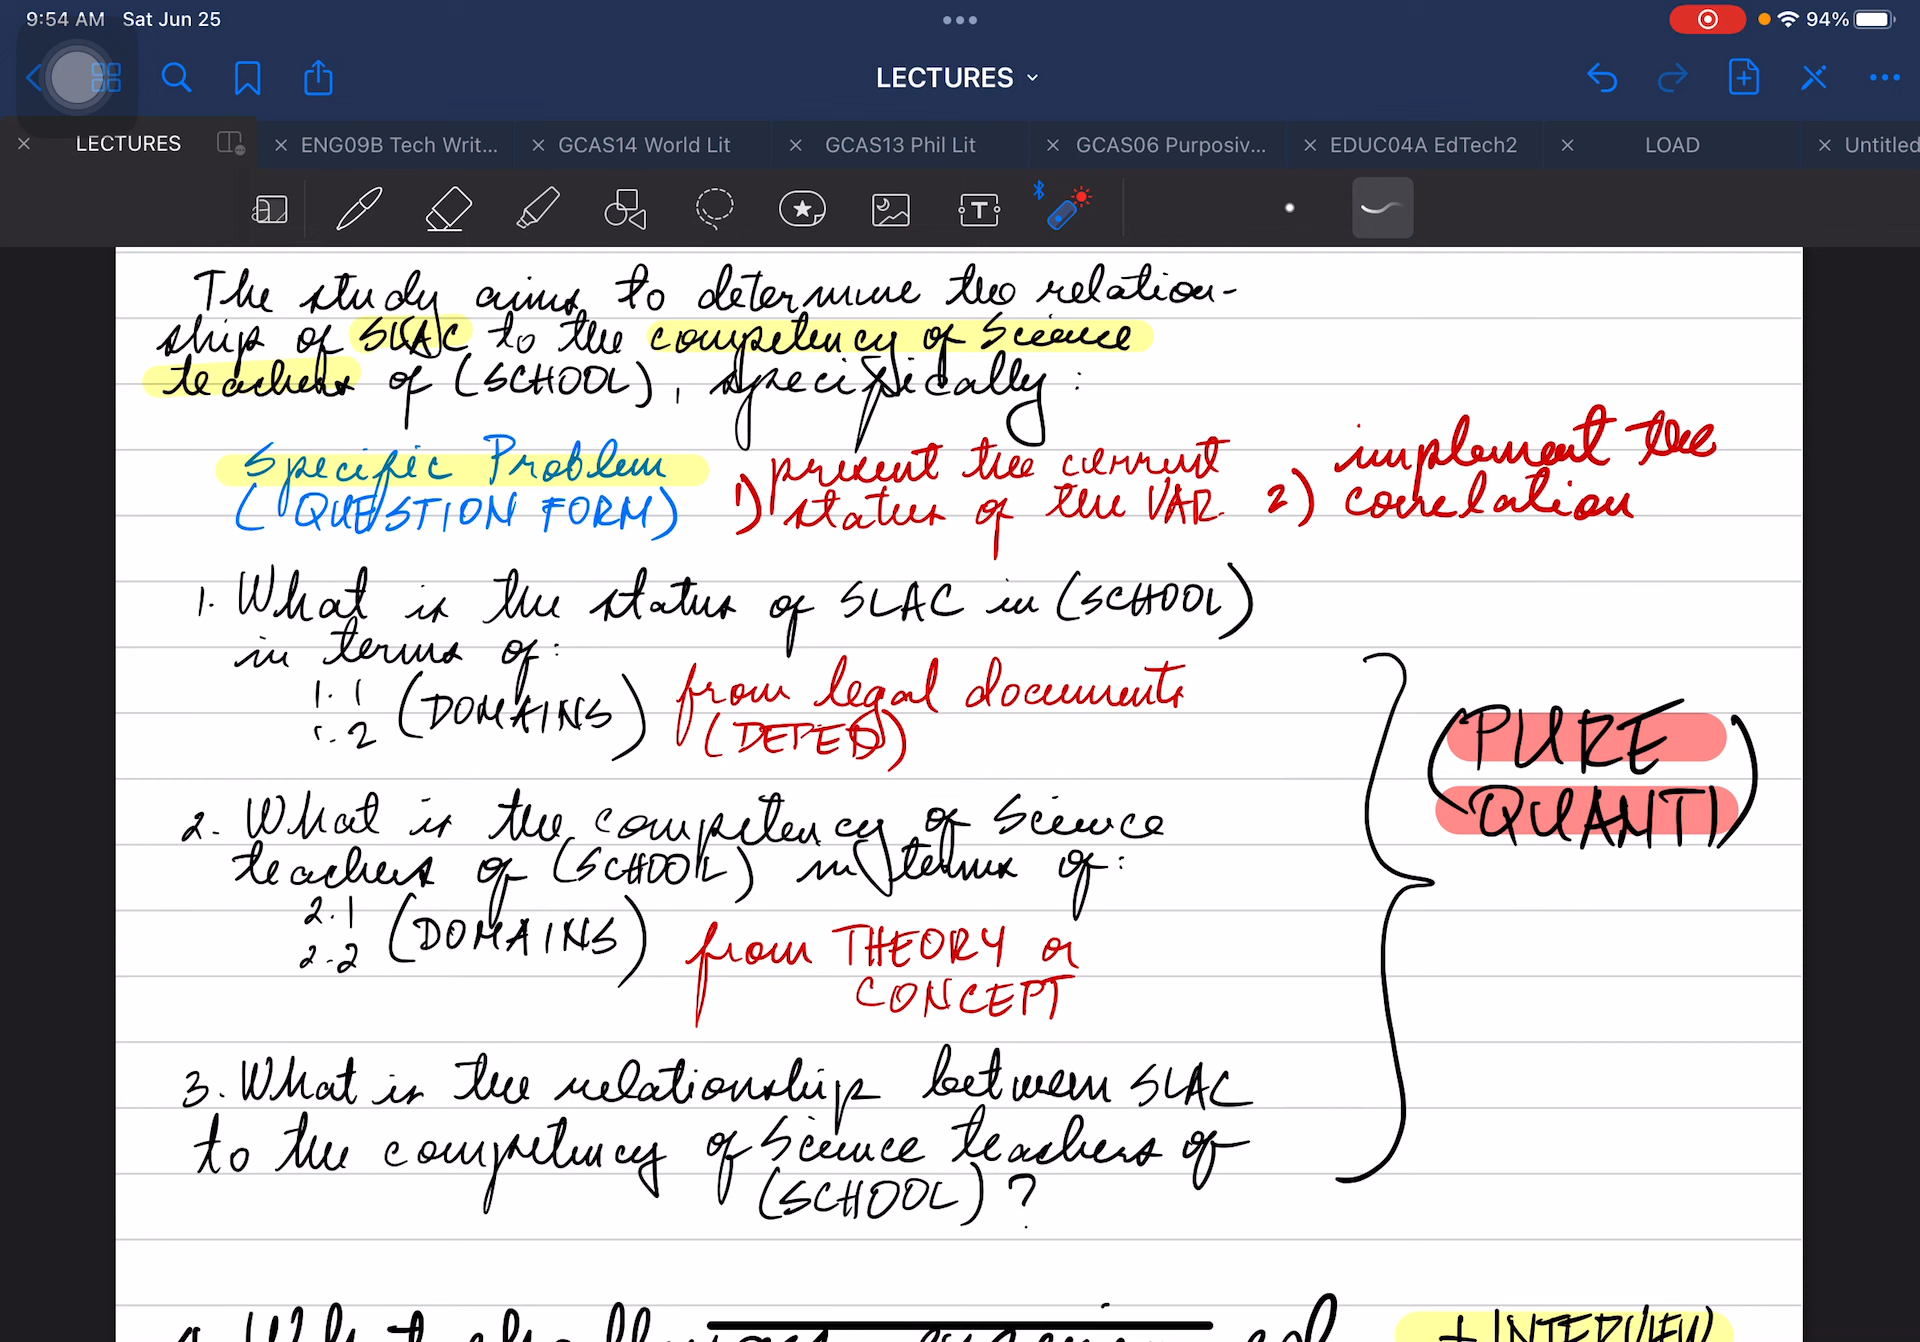 9:54 AM Sat Jun 25
94%
LECTURES
LECTURES
ENG09B Tech Writ...
GCAS14 World Lit
GCAS13 Phil Lit
GCAS06 Purposiv...
EDUC04A EdTech2
LOAD
Untitled
The study aims to determine the relation-
ship of SLAC to the competency of Science
teachers of (SCHOOL), specifically:
Specific Problem
(QUESTION FORM)
1) present the current
status of the VAR.
2) implement the
correlation
1. What is the status of SLAC in (SCHOOL)
in terms of:
1.1
1.2
(DOMAINS)
from legal documents
(DEPED)
2. What is the competency of Science
teachers of (SCHOOL) in terms of:
2.1
2.2
(DOMAINS)
from THEORY or
CONCEPT
3. What is the relationship between SLAC
to the competency of Science teachers of
(SCHOOL)?
(PURE
QUANTI)
+ INTERVIEW